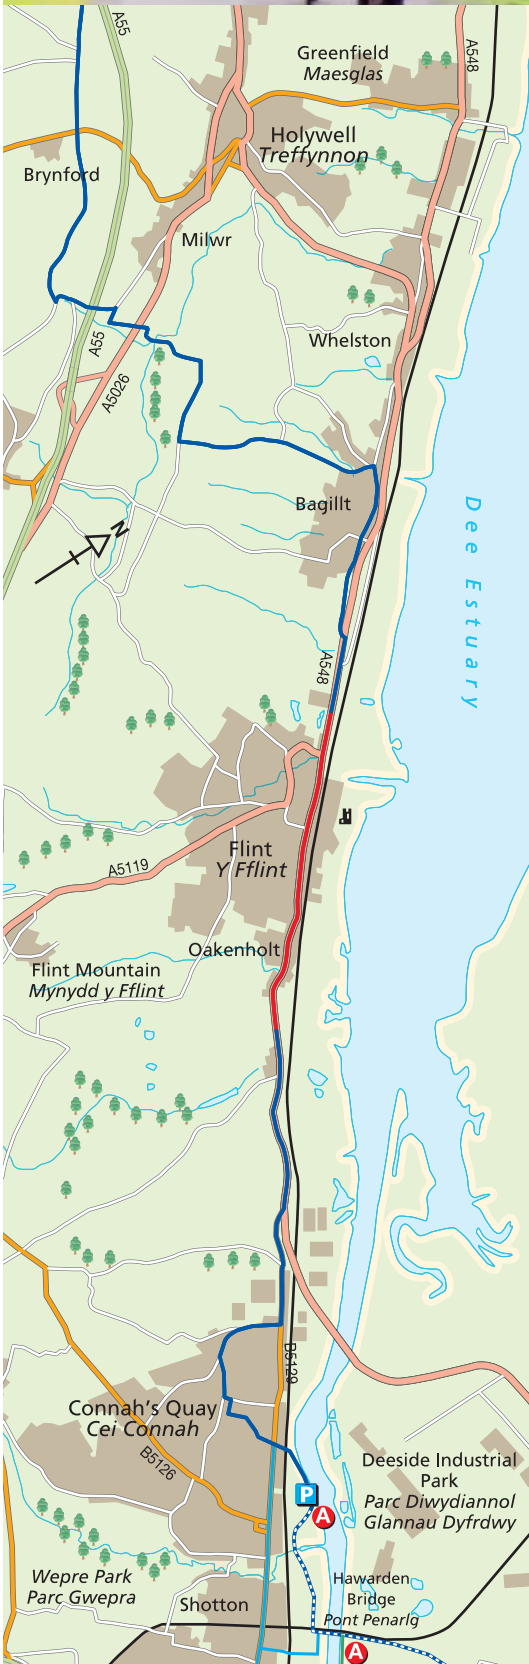 A55
A548
Greenfield
Maesglas
Holywell
Treffynnon
Brynford
Milwr
Whelston
A55
A5026
Bagillt
N
Dee Estuary
A548
Flint
Y Fflint
A5119
Oakenholt
Flint Mountain
Mynydd y Fflint
B5129
Connah's Quay
Cei Connah
B5126
Deeside Industrial
Park
Parc Diwydiannol
Glannau Dyfrdwy
P
A
Wepre Park
Parc Gwepra
Hawarden
Bridge
Pont Penarlg
Shotton
A